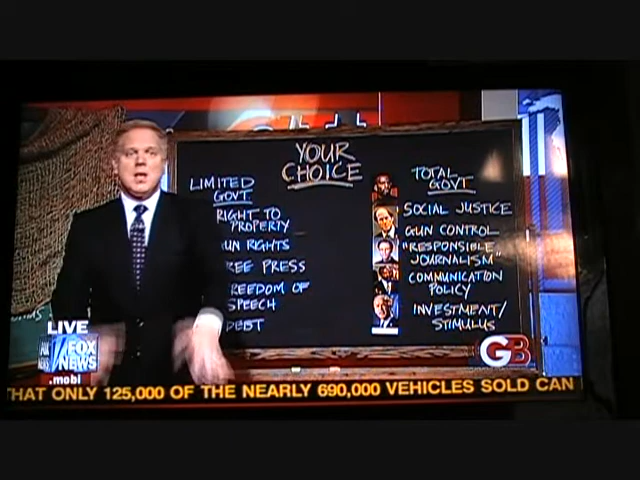 YOUR
CHOICE
LIMITED
GOVT
RIGHT TO
PROPERTY
UN RIGHTS
REE PRESS
REEDOM OF
SPEECH
DEBT
TOTAL
GOVT
SOCIAL JUSTICE
GUN CONTROL
"RESPONSIBLE
JOURNALISM"
COMMUNICATION
POLICY
INVESTMENT/
STIMULUS
LIVE
FOX
NEWS
.mobi
GB
THAT ONLY 125,000 OF THE NEARLY 690,000 VEHICLES SOLD CAN